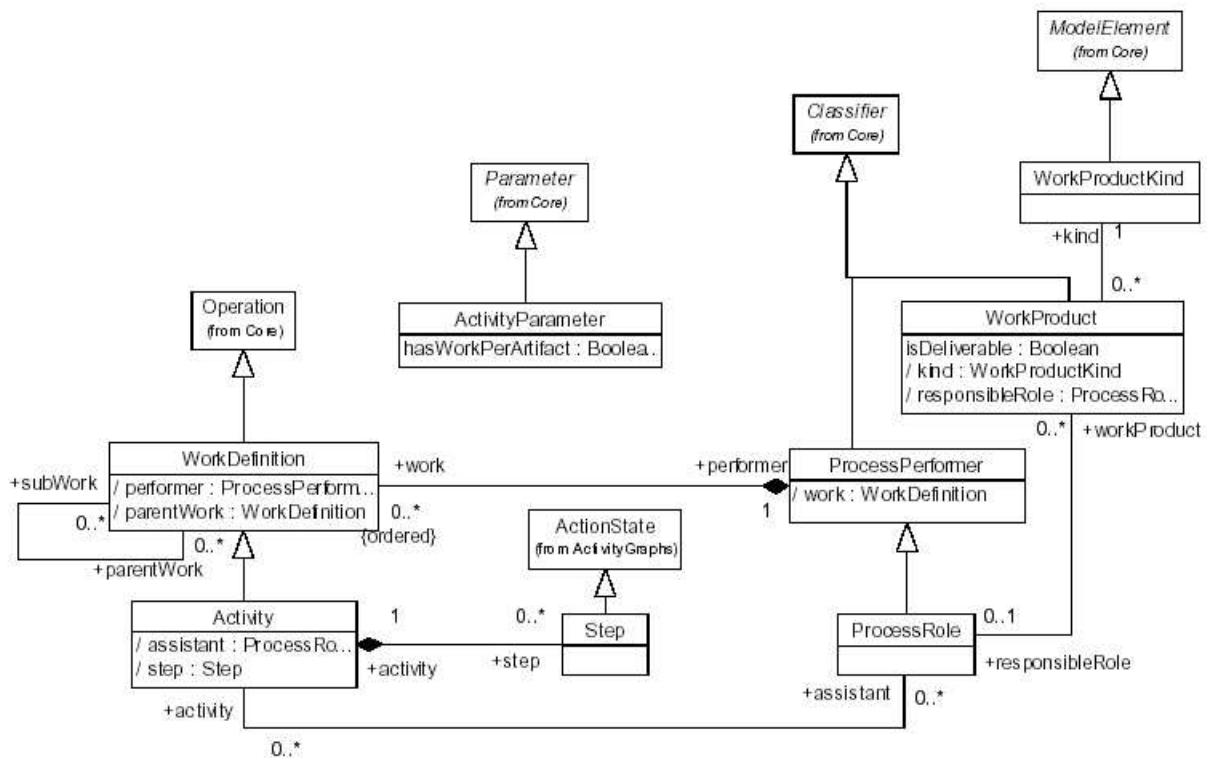 ModelElement
(from Core)
Classifier
(from Core)
WorkProductKind
Parameter
(from Core)
+kind
1
0..*
Operation
(from Core)
ActivityParameter
hasWorkPerArtifact : Boolea..
WorkProduct
isDeliverable : Boolean
/ kind : WorkProductKind
/ responsibleRole : ProcessRo...
0..*
+workProduct
WorkDefinition
/ performer : ProcessPerform...
/ parentWork : WorkDefinition
+work
0..*
{ordered}
+performer
1
ProcessPerformer
/ work : WorkDefinition
+subWork
0..*
0..*
+parentWork
ActionState
(from ActivityGraphs)
Activity
/ assistant : ProcessRo...
/ step : Step
1
+activity
0..*
+step
Step
ProcessRole
0..1
+responsibleRole
+assistant
0..*
+activity
0..*